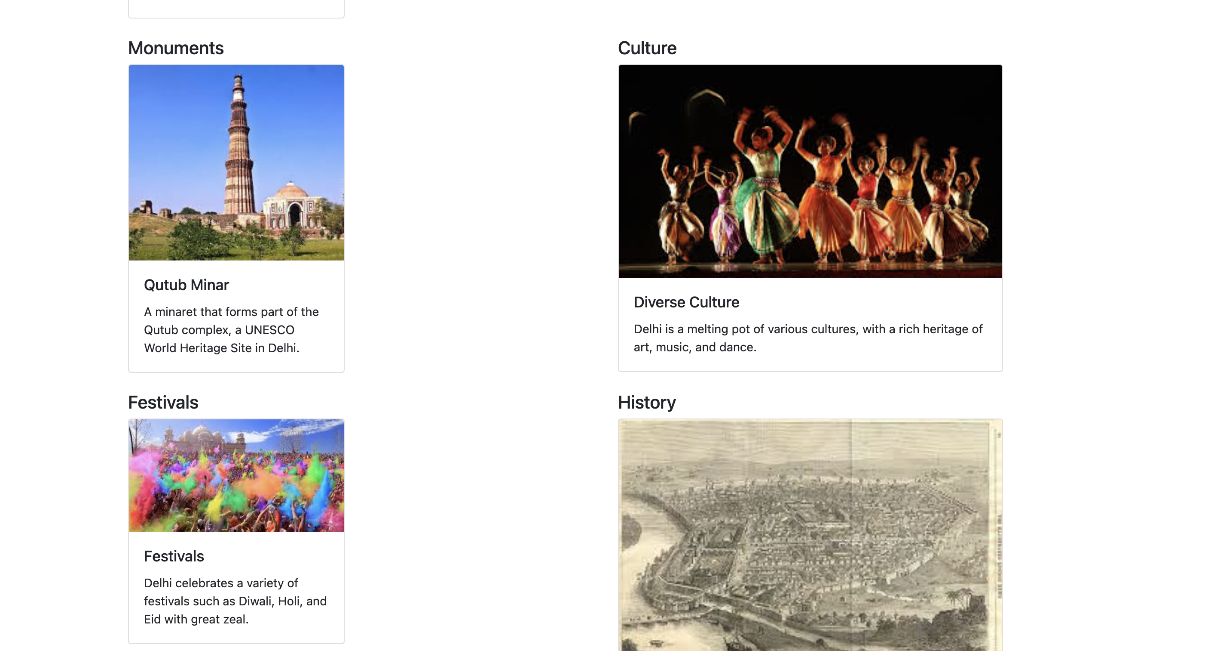 Monuments
Qutub Minar
A minaret that forms part of the
Qutub complex, a UNESCO
World Heritage Site in Delhi.
Culture
Diverse Culture
Delhi is a melting pot of various cultures, with a rich heritage of
art, music, and dance.
Festivals
Festivals
Delhi celebrates a variety of
festivals such as Diwali, Holi, and
Eid with great zeal.
History